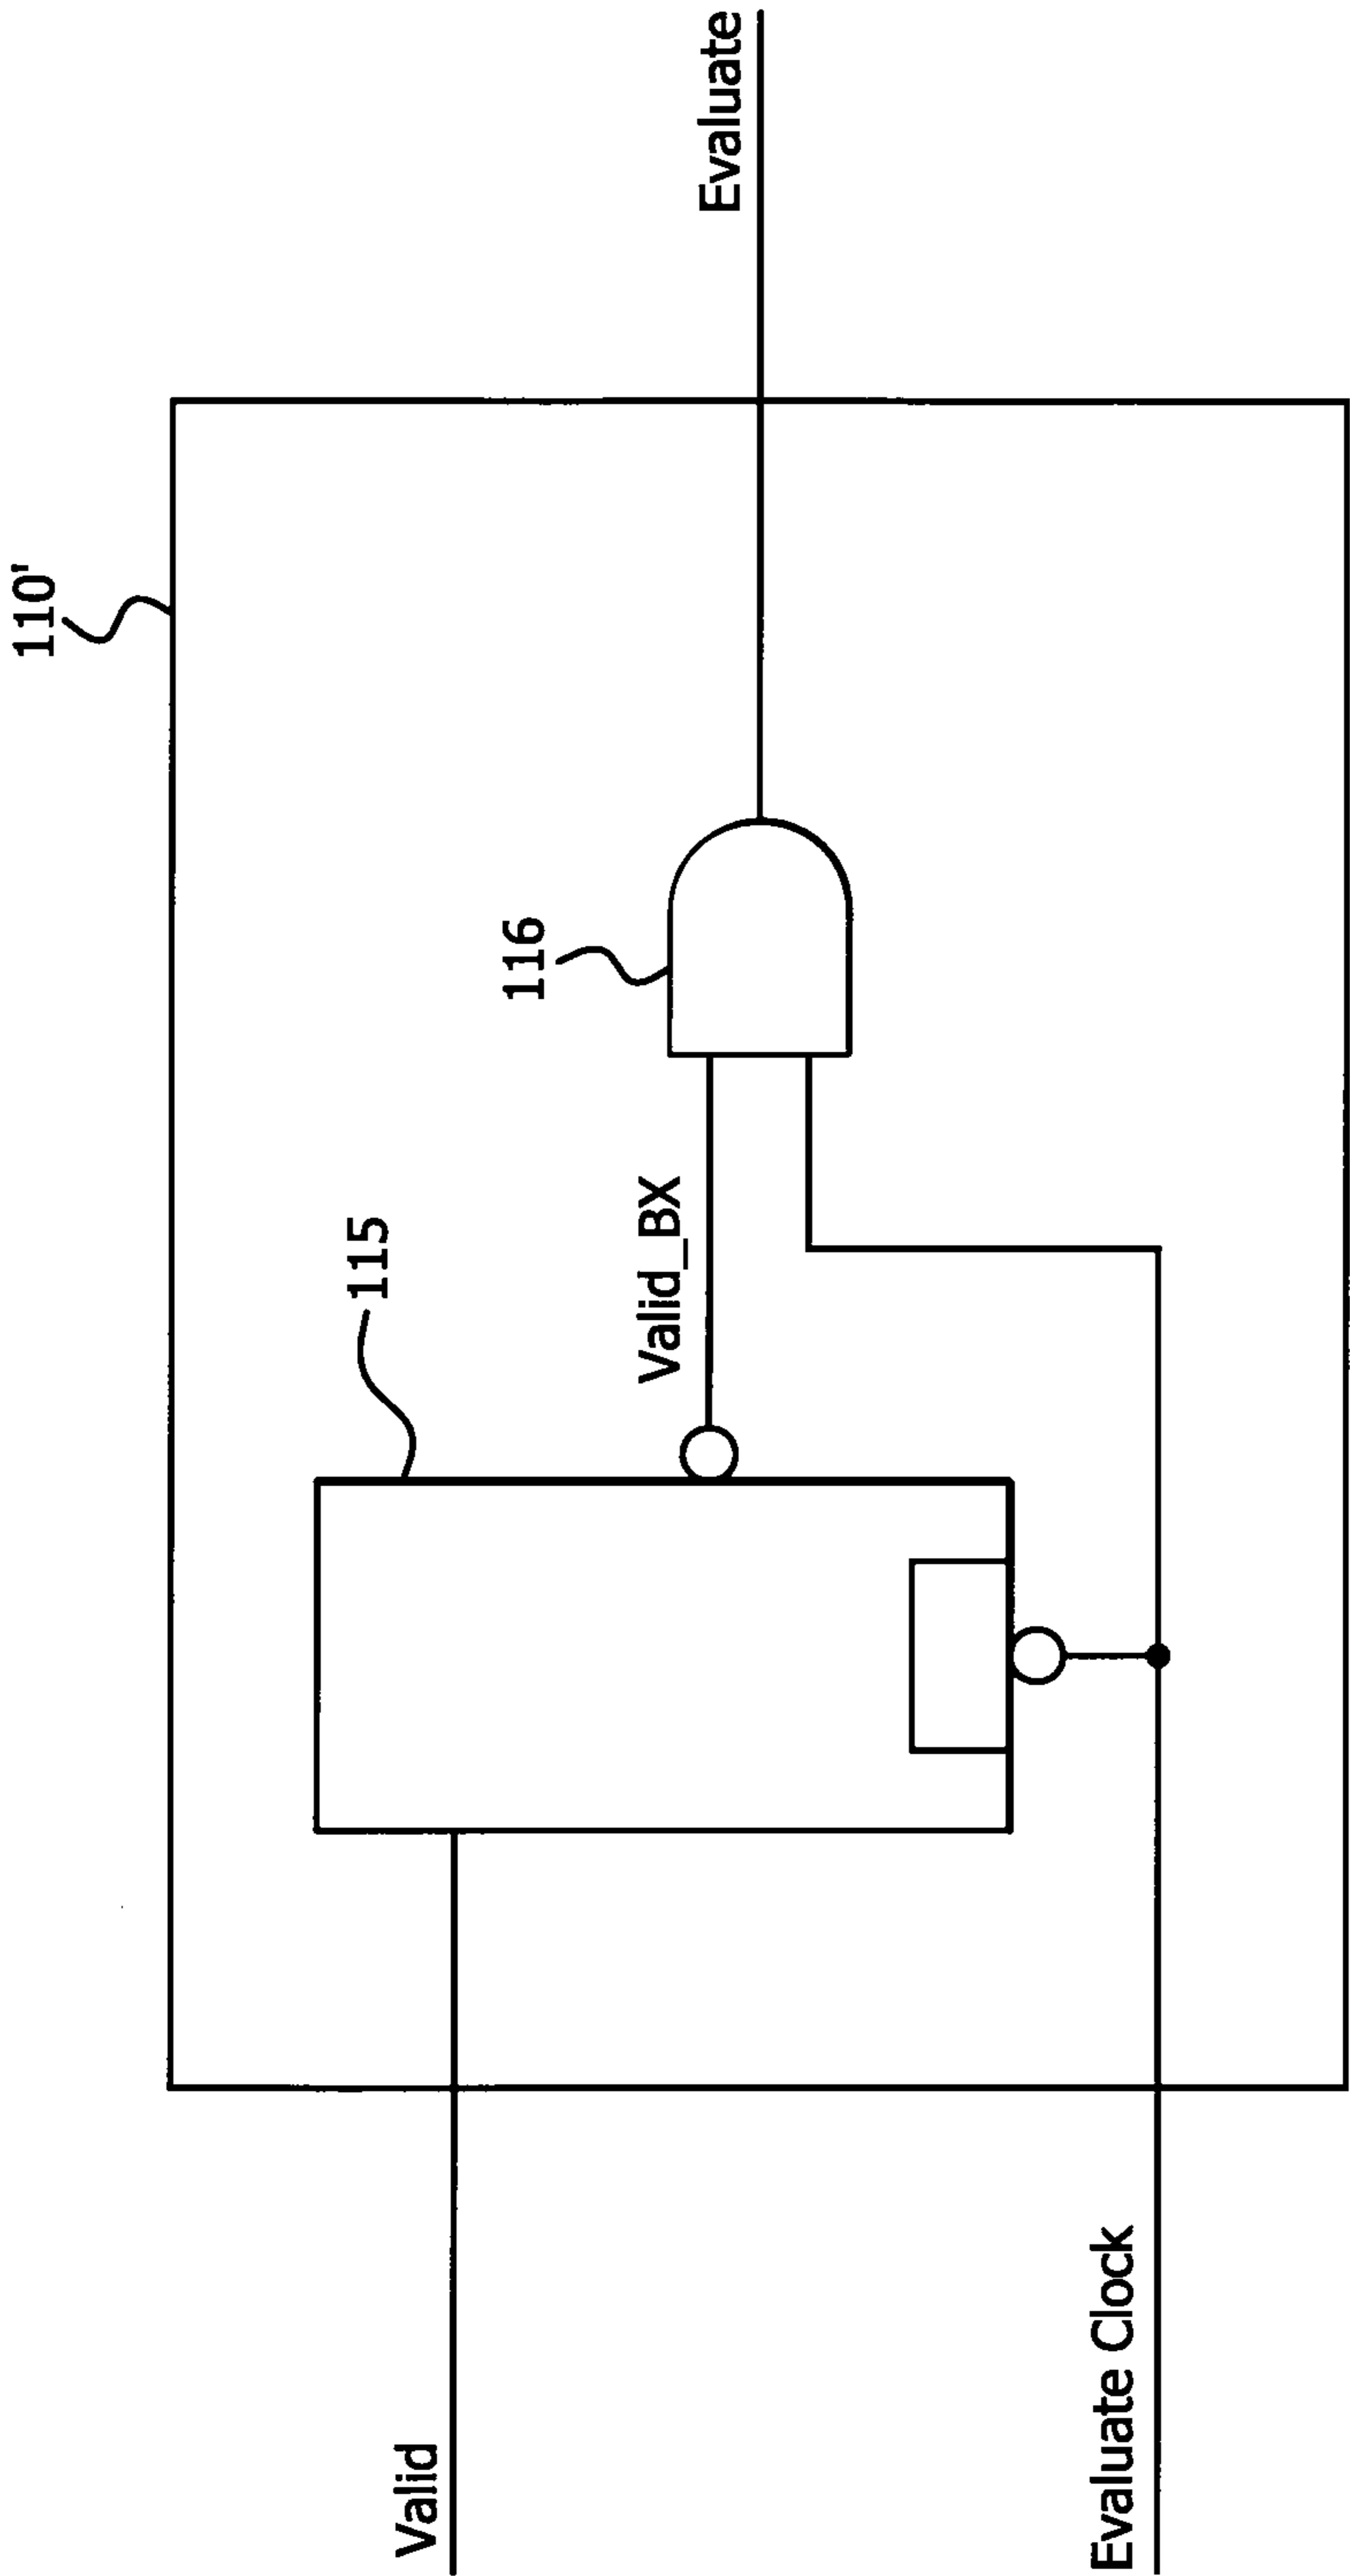 110'
Valid
115
Valid_BX
116
Evaluate
Evaluate Clock